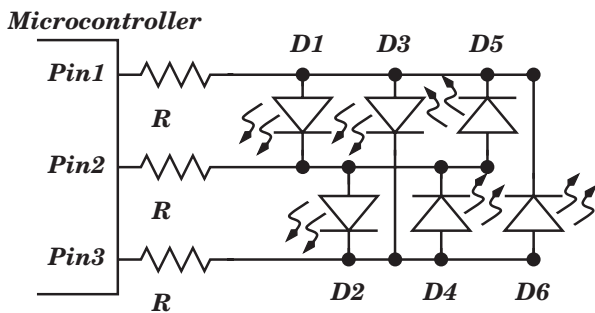 Microcontroller
D1 D3 D5
Pin1
R
Pin2
R
Pin3
D2 D4 D6
R